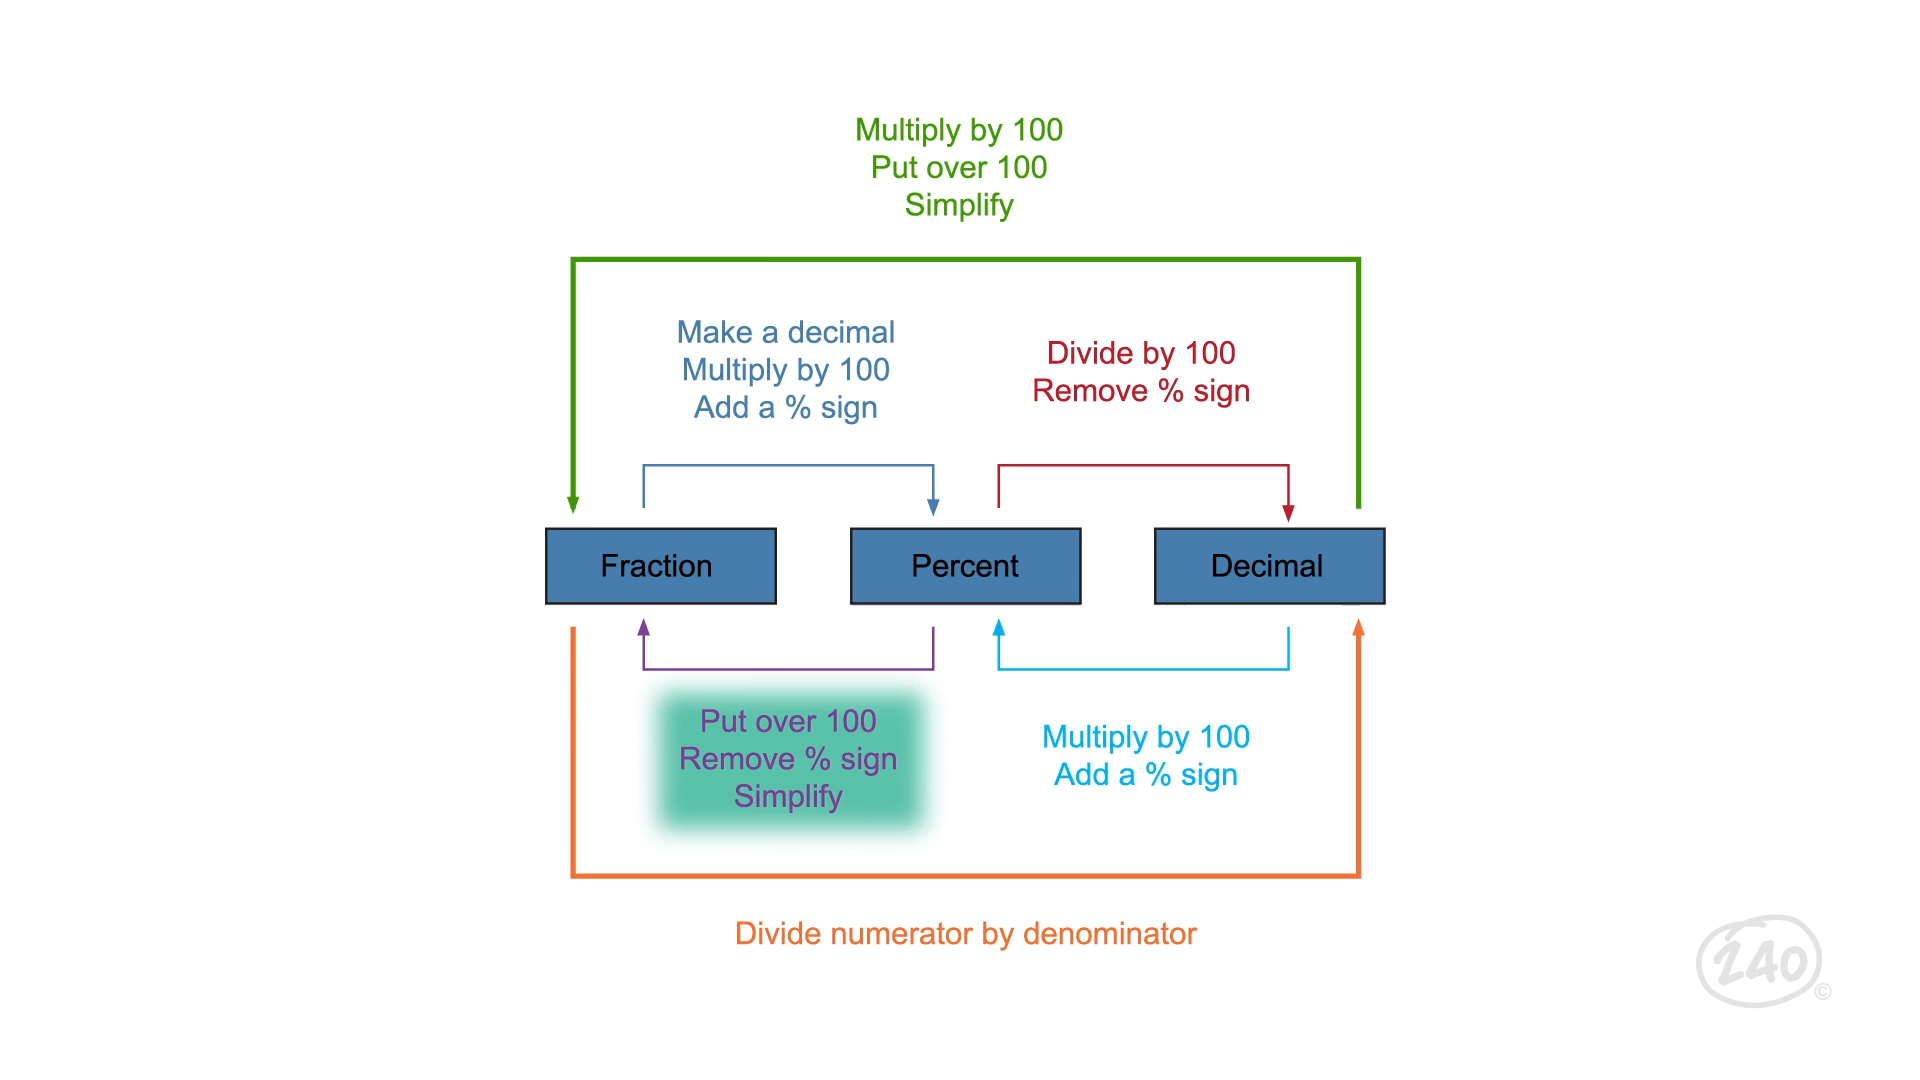 Multiply by 100
Put over 100
Simplify
Make a decimal
Multiply by 100
Add a % sign
Divide by 100
Remove % sign
Fraction
Percent
Decimal
Put over 100
Remove % sign
Simplify
Multiply by 100
Add a % sign
Divide numerator by denominator
240
©